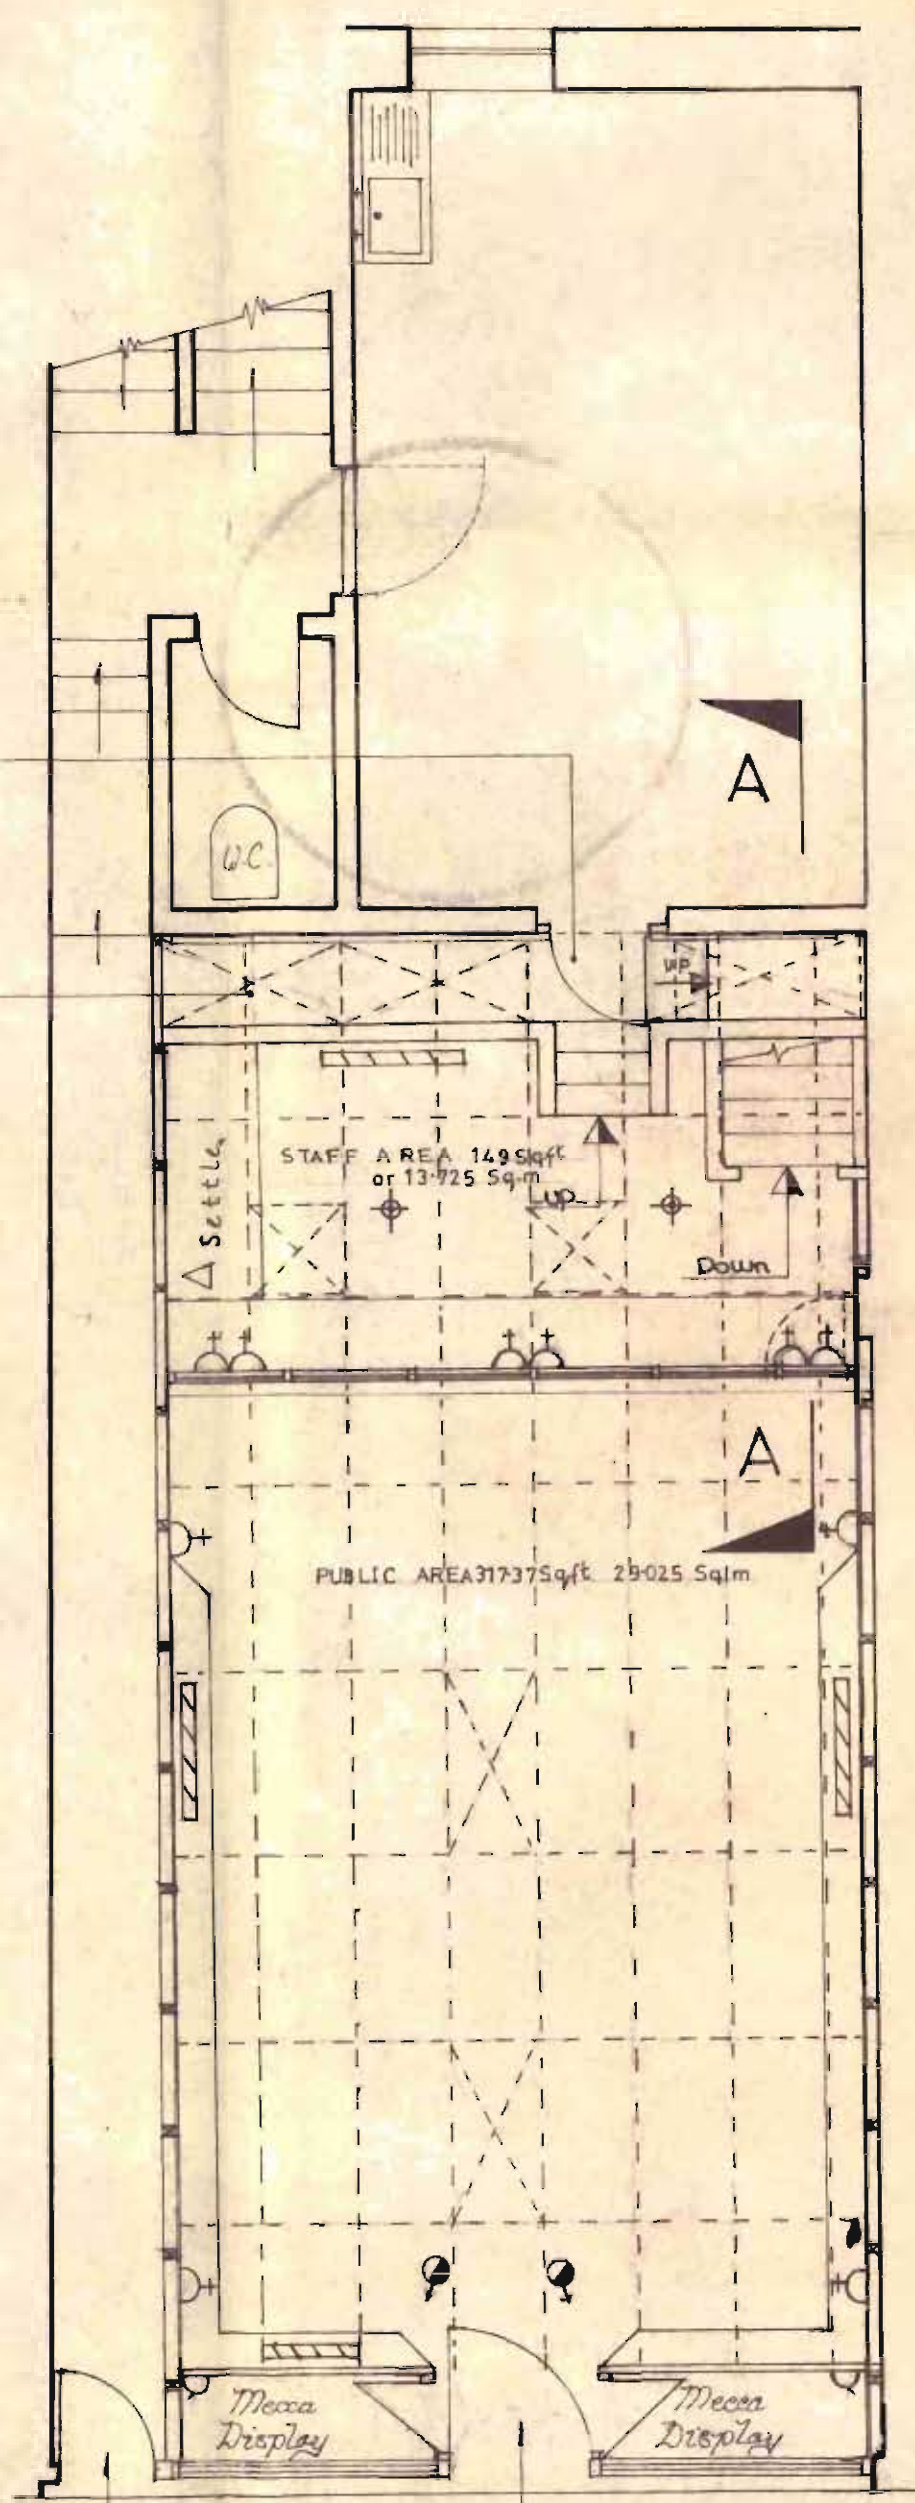 A
W.C.
UP
STAFF AREA 149 Sqft
or 13·725 Sq.m
UP
Settle
Down
A
PUBLIC AREA 317·37 Sqft 29·025 Sqm
Mecca
Display
Mecca
Display